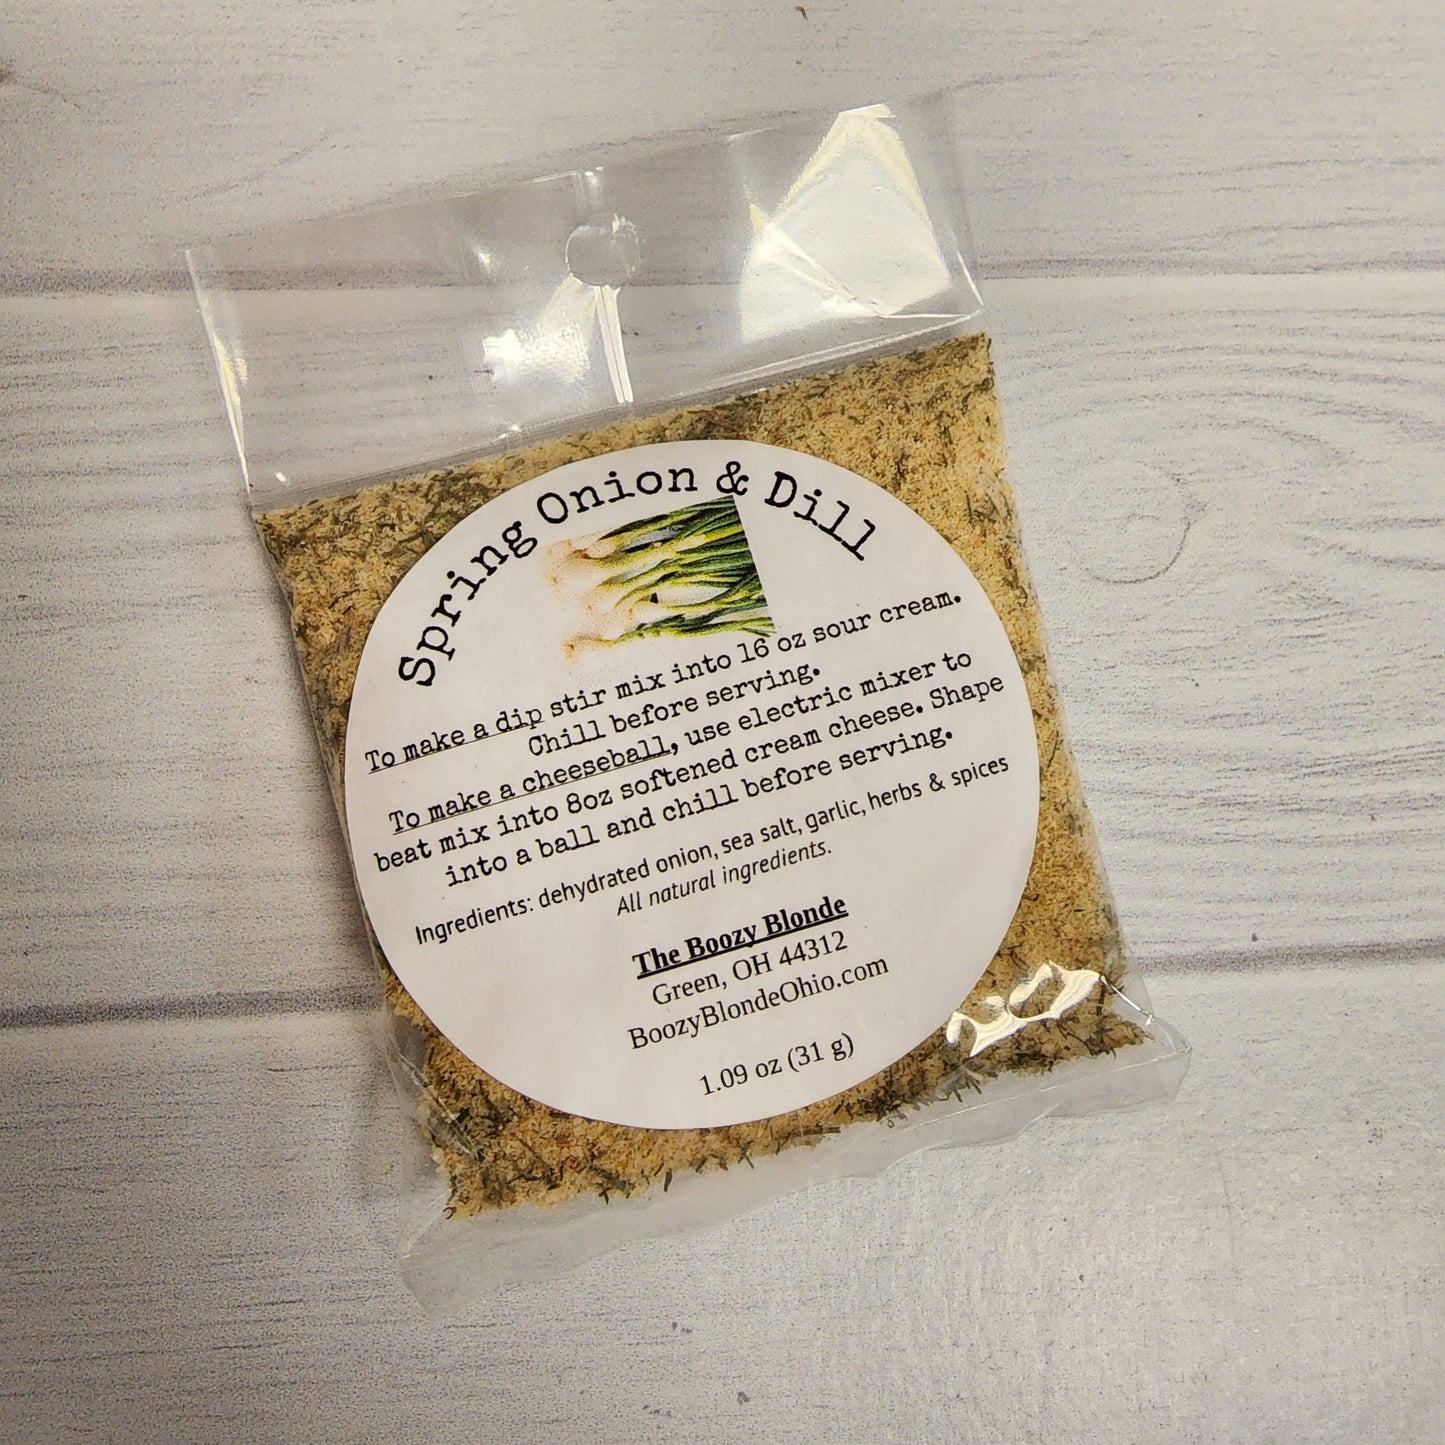 Spring Onion & Dill
To make a dip stir mix into 16 oz sour cream.
Chill before serving.
To make a cheeseball, use electric mixer to
beat mix into 8oz softened cream cheese. Shape
into a ball and chill before serving.
Ingredients: dehydrated onion, sea salt, garlic, herbs & spices
All natural ingredients.
The Boozy Blonde
Green, OH 44312
BoozyBlondeOhio.com
1.09 oz (31 g)